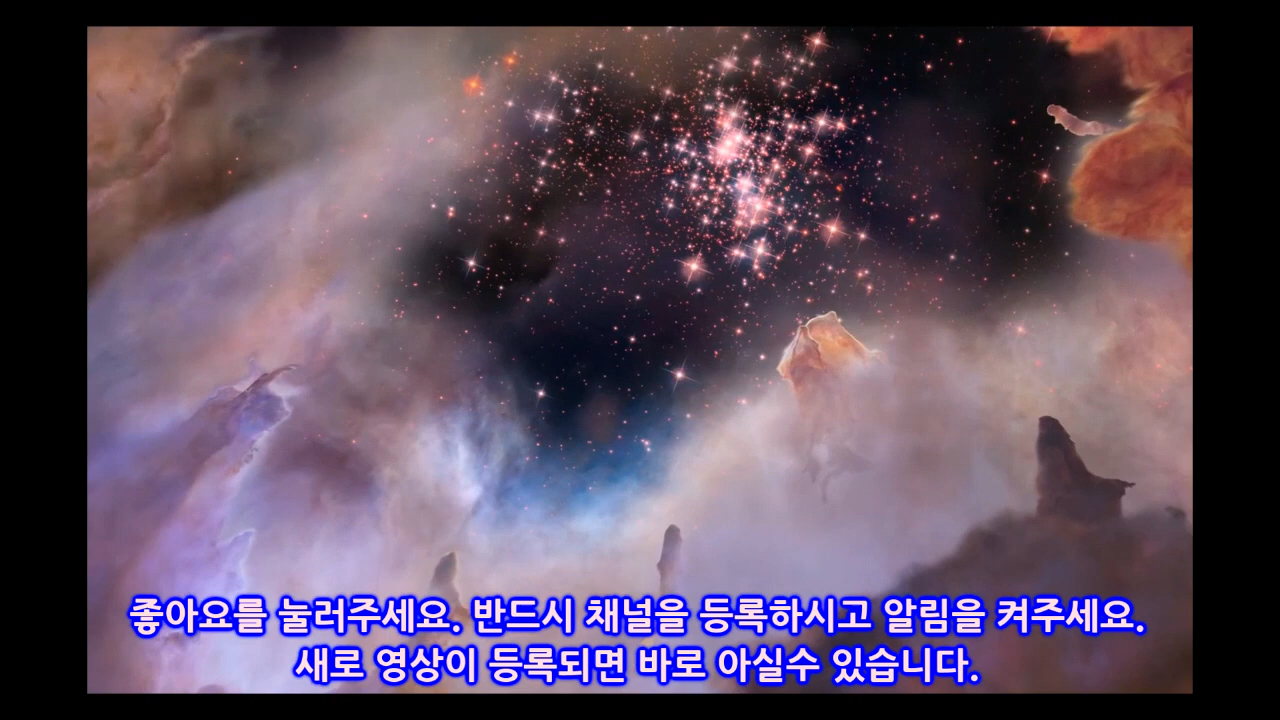 좋아요를 눌러주세요. 반드시 채널을 등록하시고 알림을 켜주세요.
새로 영상이 등록되면 바로 아실수 있습니다.